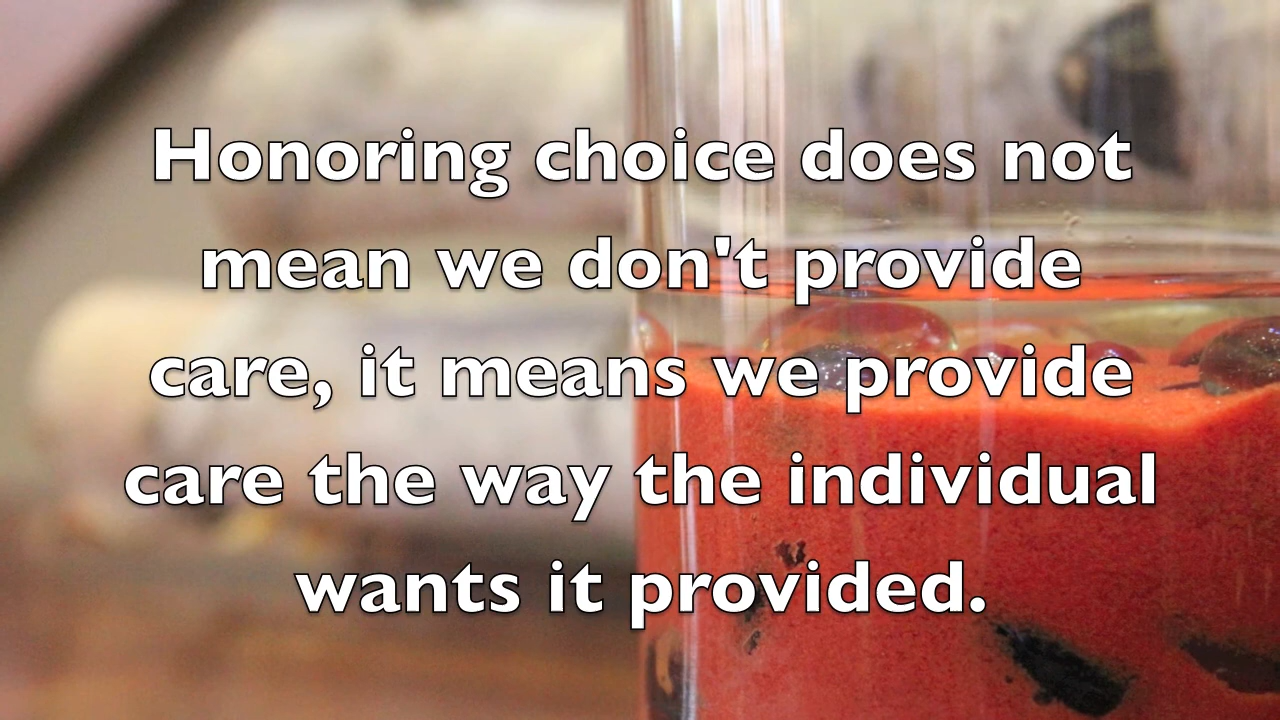 Honoring choice does not
mean we don't provide
care, it means we provide
care the way the individual
wants it provided.